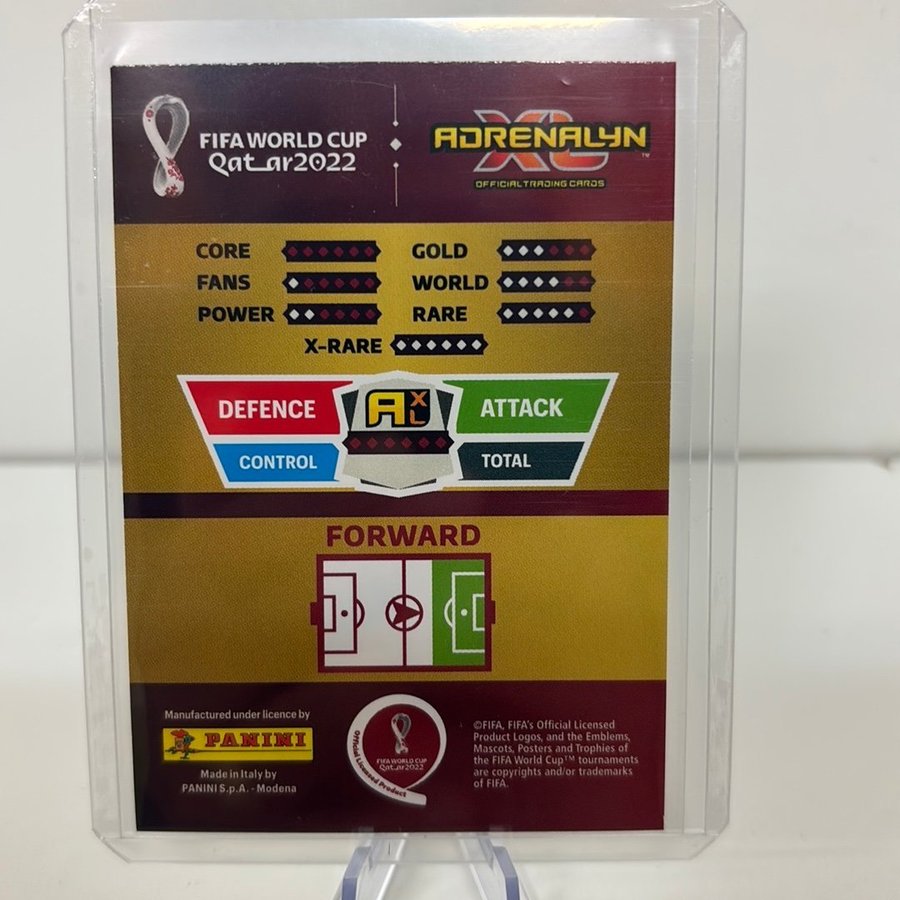 FIFA WORLD CUP
Qatar2022
ADRENALYN
XL
™
OFFICIAL TRADING CARDS
CORE
GOLD
FANS
WORLD
POWER
RARE
X-RARE
DEFENCE
AXL
ATTACK
CONTROL
TOTAL
FORWARD
Manufactured under licence by
PANINI
Made in Italy by
PANINI S.p.A. - Modena
FIFA WORLD CUP
Qatar2022
Official Licensed Product
©FIFA, FIFA's Official Licensed
Product Logos, and the Emblems,
Mascots, Posters and Trophies of
the FIFA World Cup™ tournaments
are copyrights and/or trademarks
of FIFA.